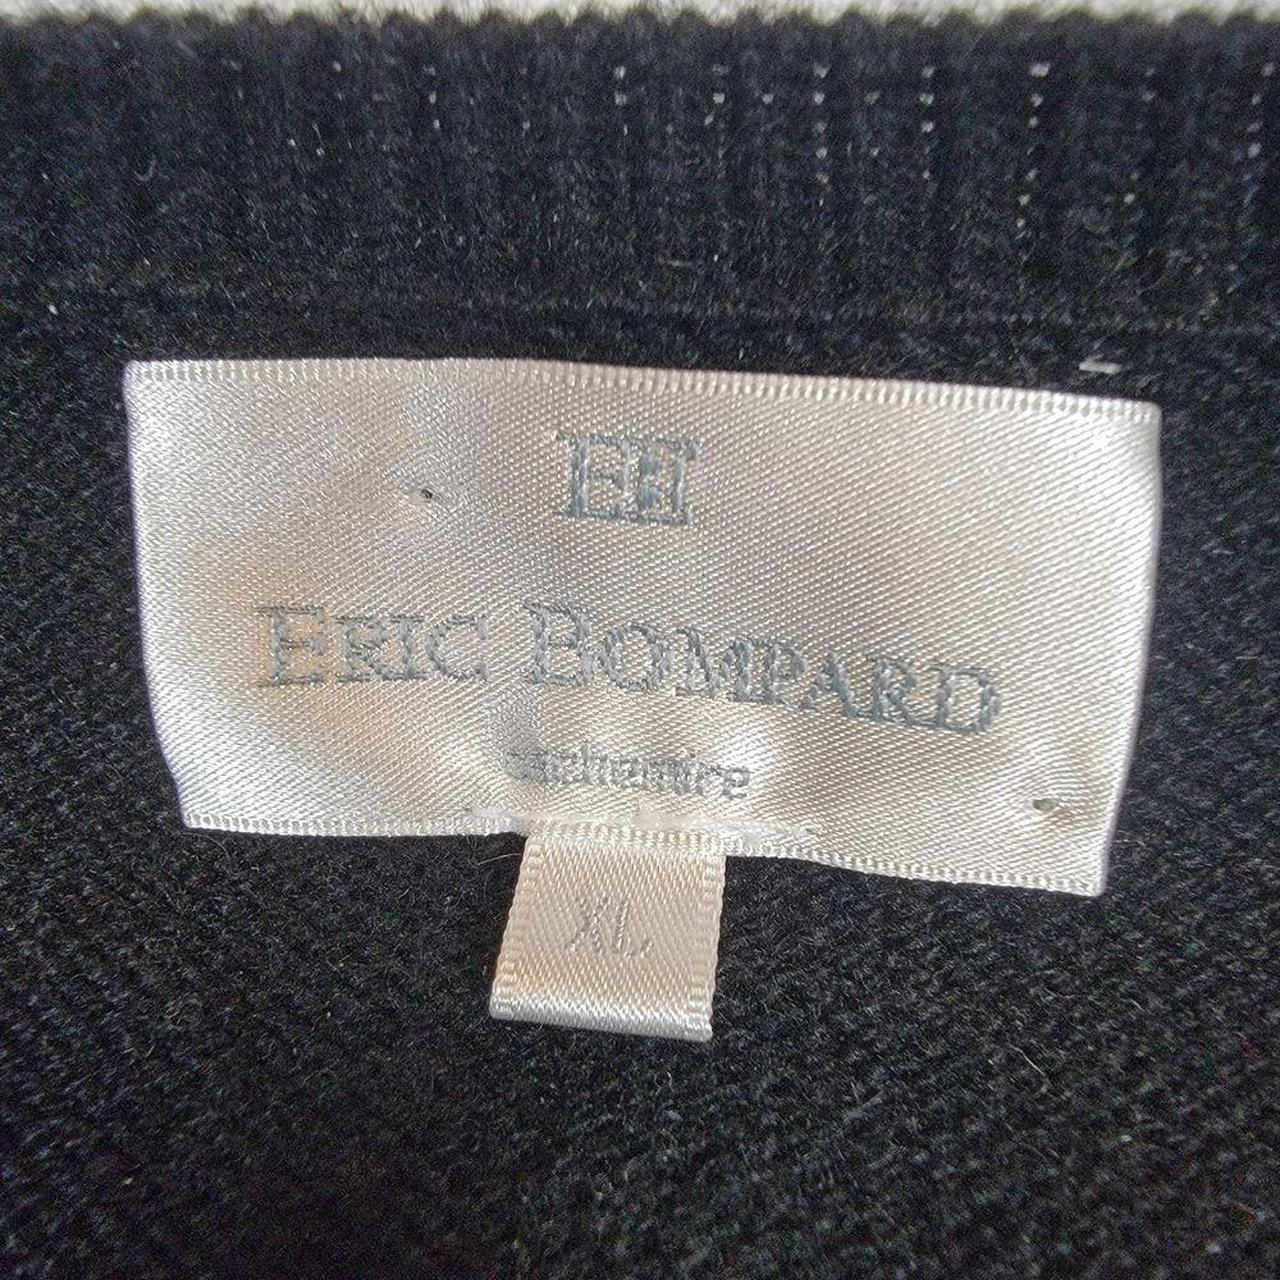 EB
ERIC BOMPARD
cachemire
XL